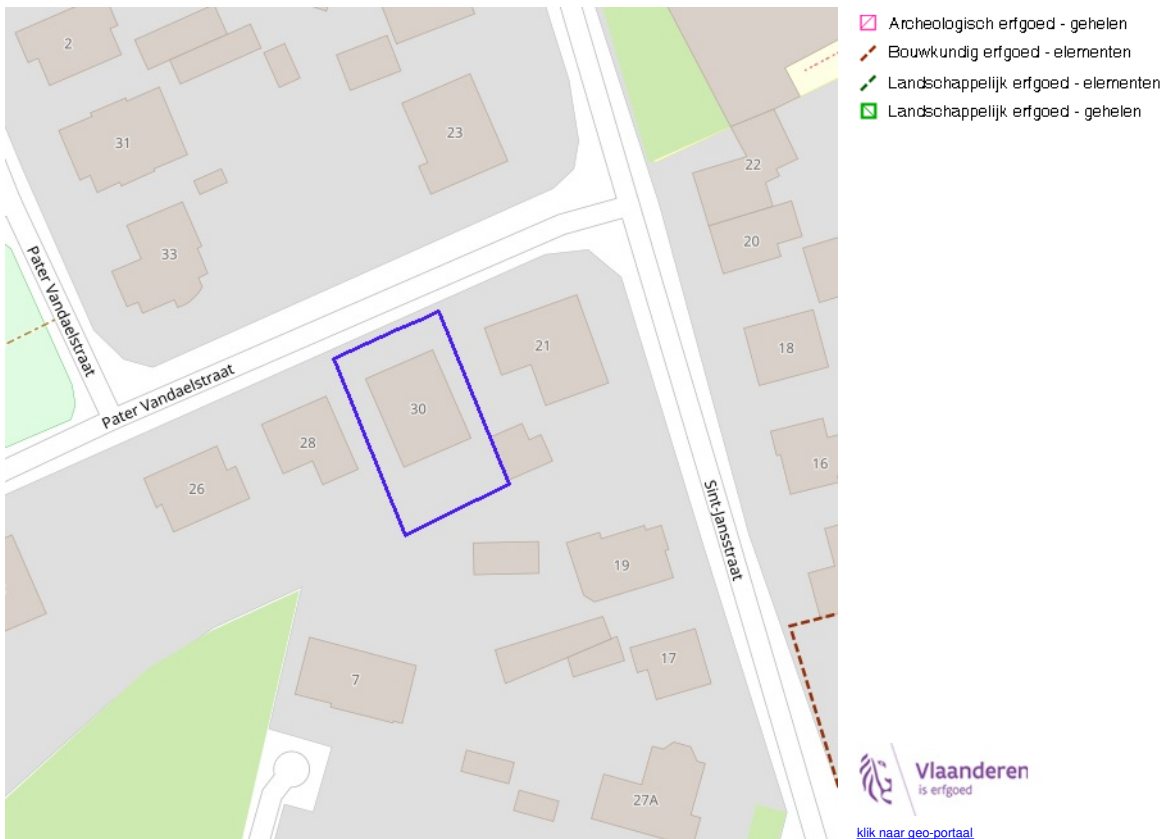 2
31
23
33
22
20
18
16
Pater Vandaelstraat
Pater Vandaelstraat
21
30
28
26
Sint-Jansstraat
19
17
7
27A
Archeologisch erfgoed - gehelen
Bouwkundig erfgoed - elementen
Landschappelijk erfgoed - elementen
Landschappelijk erfgoed - gehelen
Vlaanderen
is erfgoed
klik naar geo-portaal